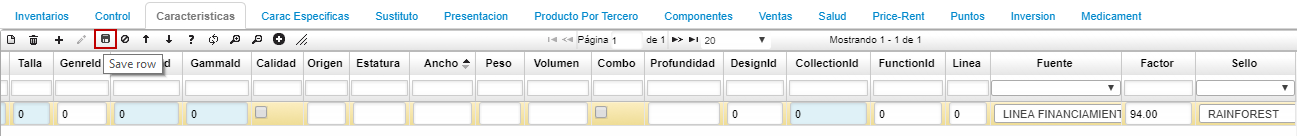 Inventarios Control Caracteristicas Carac Especificas Sustituto Presentacion Producto Por Tercero Componentes Ventas Salud Price-Rent Puntos Inversion Medicament
Página 1 de 1 20 Mostrando 1 - 1 de 1
Talla GenreId GammaId Calidad Origen Estatura Ancho Peso Volumen Combo Profundidad DesignId CollectionId FunctionId Linea Fuente Factor Sello
Save row
0 0 0 0 0 0 0 0 LINEA FINANCIAMIENT 94.00 RAINFOREST